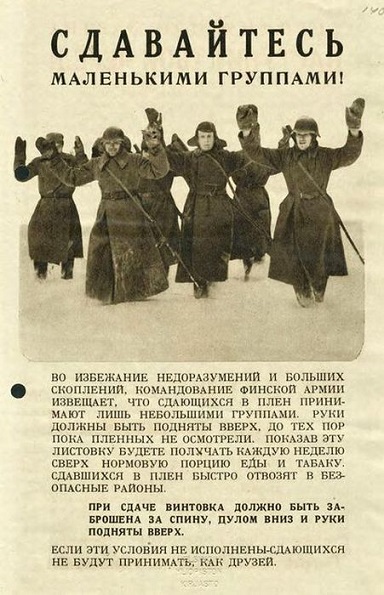 СДАВАЙТЕСЬ
МАЛЕНЬКИМИ ГРУППАМИ!
ВО ИЗБЕЖАНИЕ НЕДОРАЗУМЕНИЙ И БОЛЬШИХ
СКОПЛЕНИЙ, КОМАНДОВАНИЕ ФИНСКОЙ АРМИИ
ИЗВЕЩАЕТ, ЧТО СДАЮЩИХСЯ В ПЛЕН ПРИНИ-
МАЮТ ЛИШЬ НЕБОЛЬШИМИ ГРУППАМИ. РУКИ
ДОЛЖНЫ БЫТЬ ПОДНЯТЫ ВВЕРХ, ДО ТЕХ ПОР
ПОКА ПЛЕННЫХ НЕ ОСМОТРЕЛИ. ПОКАЗАВ ЭТУ
ЛИСТОВКУ БУДЕТЕ ПОЛУЧАТЬ КАЖДУЮ НЕДЕЛЮ
СВЕРХ НОРМОВУЮ ПОРЦИЮ ЕДЫ И ТАБАКУ.
СДАВШИХСЯ В ПЛЕН БЫСТРО ОТВОЗЯТ В БЕЗ-
ОПАСНЫЕ РАЙОНЫ.
ПРИ СДАЧЕ ВИНТОВКА ДОЛЖНО БЫТЬ ЗА-
БРОШЕНА ЗА СПИНУ, ДУЛОМ ВНИЗ И РУКИ
ПОДНЯТЫ ВВЕРХ.
ЕСЛИ ЭТИ УСЛОВИЯ НЕ ИСПОЛНЕНЫ-СДАЮЩИХСЯ
НЕ БУДУТ ПРИНИМАТЬ, КАК ДРУЗЕЙ.